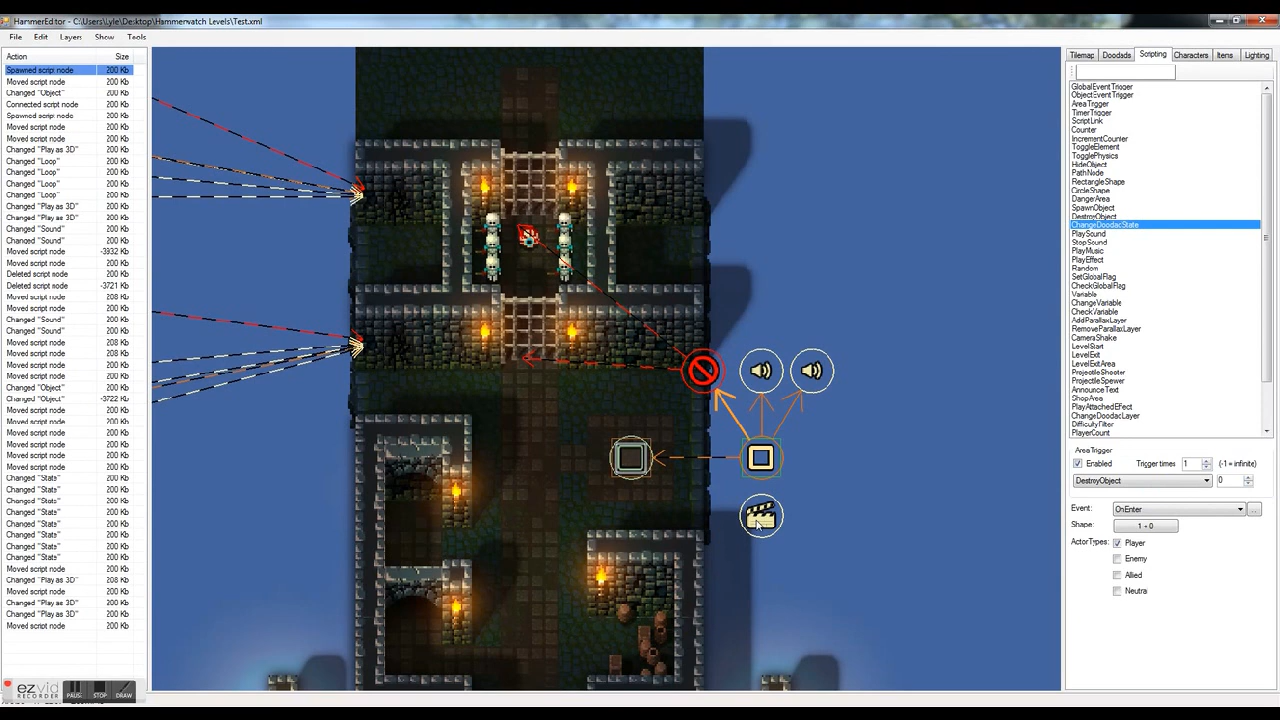 HammerEditor - C:\Users\Lyle\Desktop\Hammerwatch Levels\Test.xml
File Edit Layers Show Tools
Action Size
Spawned script node 200 Kb
Moved script node 200 Kb
Changed "Object" 200 Kb
Connected script node 200 Kb
Spawned script node 200 Kb
Moved script node 200 Kb
Moved script node 200 Kb
Changed "Play as 3D" 200 Kb
Changed "Loop" 200 Kb
Changed "Loop" 200 Kb
Changed "Loop" 200 Kb
Changed "Loop" 200 Kb
Changed "Play as 3D" 200 Kb
Changed "Play as 3D" 200 Kb
Changed "Sound" 200 Kb
Changed "Sound" 200 Kb
Moved script node -3332 Kb
Moved script node 200 Kb
Deleted script node 200 Kb
Deleted script node -3721 Kb
Moved script node 208 Kb
Moved script node 200 Kb
Changed "Sound" 200 Kb
Changed "Sound" 200 Kb
Moved script node 208 Kb
Moved script node 200 Kb
Moved script node 208 Kb
Moved script node 200 Kb
Changed "Object" 200 Kb
Changed "Object" -3722 Kb
Moved script node 200 Kb
Moved script node 200 Kb
Moved script node 200 Kb
Moved script node 200 Kb
Moved script node 200 Kb
Moved script node 200 Kb
Changed "Stats" 200 Kb
Changed "Stats" 200 Kb
Changed "Stats" 200 Kb
Changed "Stats" 200 Kb
Changed "Stats" 200 Kb
Changed "Stats" 200 Kb
Changed "Stats" 200 Kb
Changed "Stats" 200 Kb
Moved script node 200 Kb
Changed "Play as 3D" 208 Kb
Moved script node 200 Kb
Changed "Play as 3D" 200 Kb
Changed "Play as 3D" 200 Kb
Moved script node 200 Kb
ezvid
RECORDER
PAUSE STOP DRAW
Tilemap Doodads Scripting Characters Items Lighting
GlobalEventTrigger
ObjectEventTrigger
AreaTrigger
TimerTrigger
ScriptLink
Counter
IncrementCounter
ToggleElement
TogglePhysics
HideObject
PathNode
RectangleShape
CircleShape
DangerArea
SpawnObject
DestroyObject
ChangeDoodadState
PlaySound
StopSound
PlayMusic
PlayEffect
Random
SetGlobalFlag
CheckGlobalFlag
Variable
ChangeVariable
CheckVariable
AddParallaxLayer
RemoveParallaxLayer
CameraShake
LevelStart
LevelExit
LevelExitArea
ProjectileShooter
ProjectileSpewer
AnnounceText
ShopArea
PlayAttachedEffect
ChangeDoodadLayer
DifficultyFilter
PlayerCount
AreaTrigger
Enabled Trigger times 1 (-1 = infinite)
DestroyObject 0
Event: OnEnter ...
Shape: 1 + 0
ActorTypes: Player
Enemy
Allied
Neutral